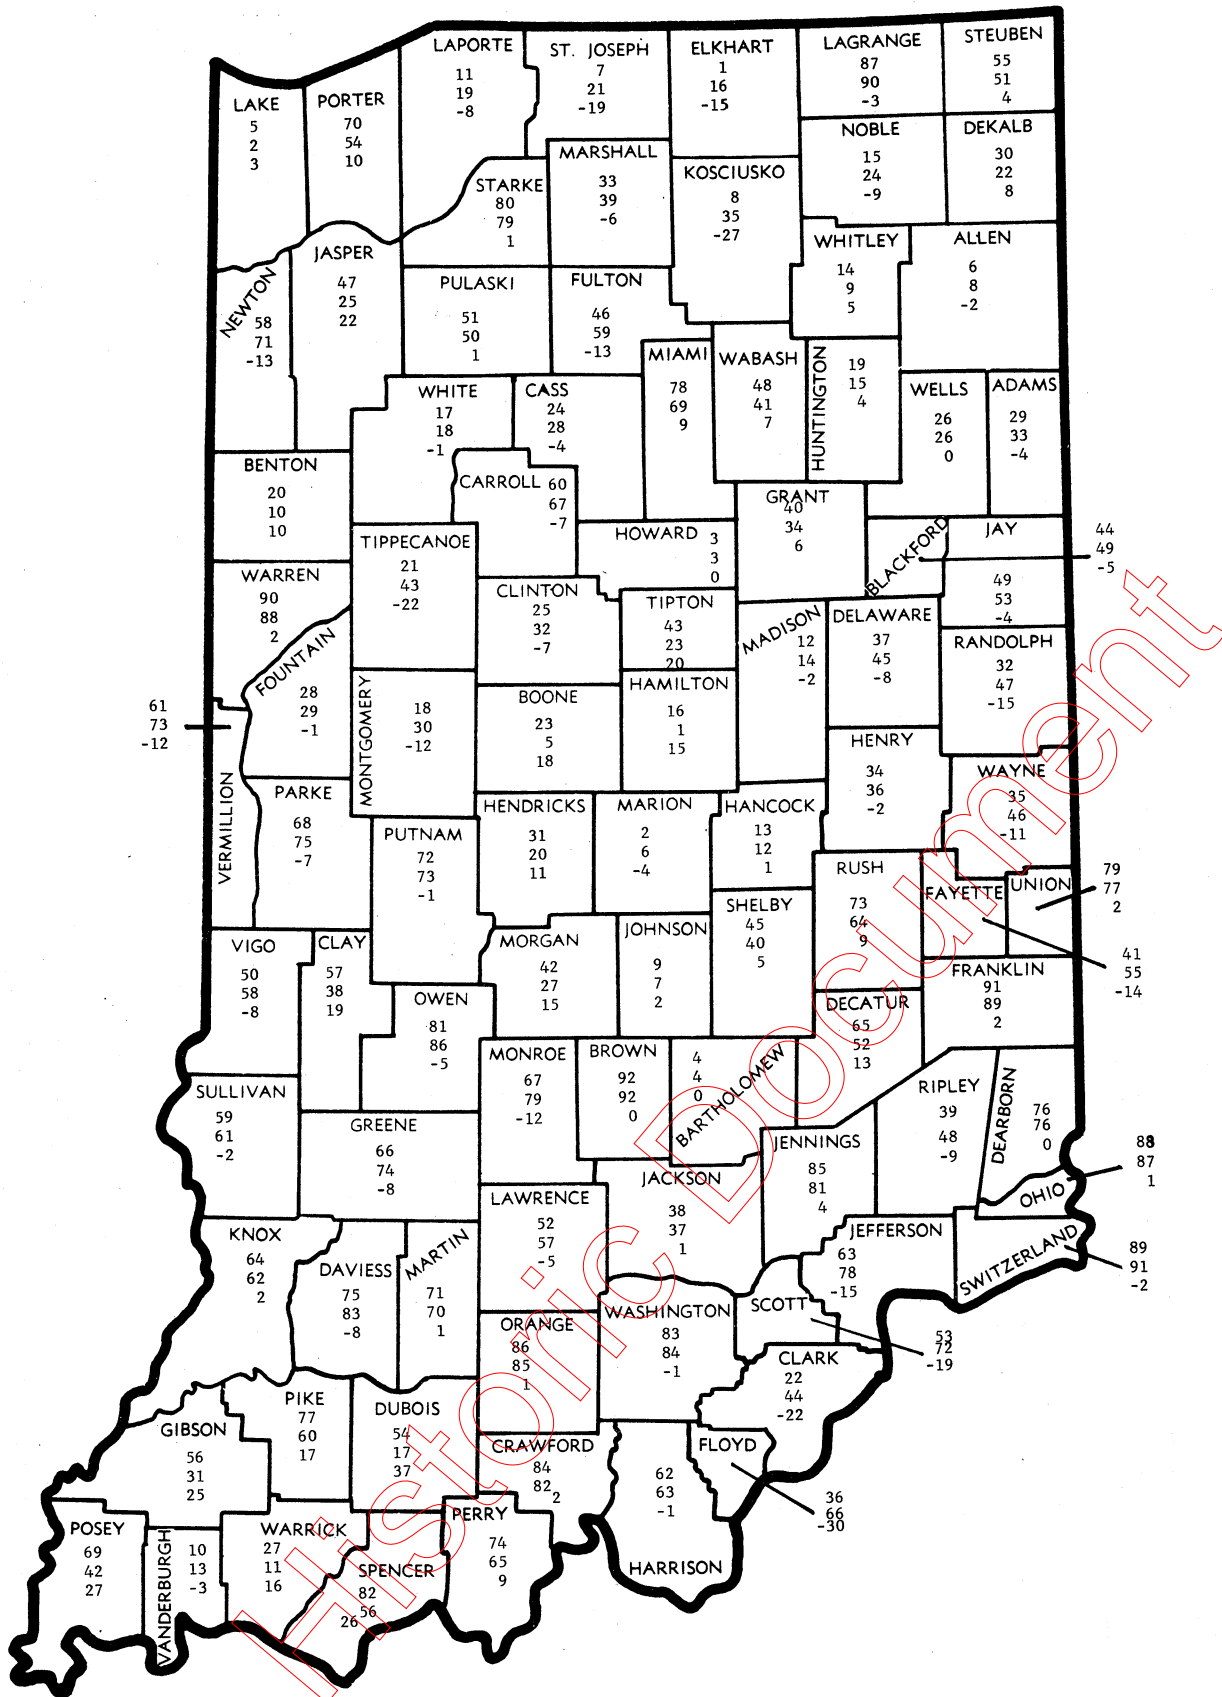 LAPORTE
11
19
-8
ST. JOSEPH
7
21
-19
ELKHART
1
16
-15
LAGRANGE
87
90
-3
STEUBEN
55
51
4
LAKE
5
2
3
PORTER
70
54
10
NOBLE
15
24
-9
DEKALB
30
22
8
MARSHALL
33
39
-6
STARKE
80
79
1
KOSCIUSKO
8
35
-27
WHITLEY
14
9
5
ALLEN
6
8
-2
JASPER
47
25
22
NEWTON
58
71
-13
PULASKI
51
50
1
FULTON
46
59
-13
MIAMI
78
69
9
WABASH
48
41
7
HUNTINGTON
19
15
4
WELLS
26
26
0
ADAMS
29
33
-4
WHITE
17
18
-1
CASS
24
28
-4
BENTON
20
10
10
CARROLL
60
67
-7
GRANT
40
34
6
HOWARD
3
3
0
BLACKFORD
44
49
-5
JAY
49
53
-4
TIPPECANOE
21
43
-22
WARREN
90
88
2
CLINTON
25
32
-7
TIPTON
43
23
20
MADISON
12
14
-2
DELAWARE
37
45
-8
RANDOLPH
32
47
-15
FOUNTAIN
28
29
-1
MONTGOMERY
18
30
-12
BOONE
23
5
18
HAMILTON
16
1
15
61
73
-12
VERMILLION
HENRY
34
36
-2
WAYNE
35
46
-11
PARKE
68
75
-7
PUTNAM
72
73
-1
HENDRICKS
31
20
11
MARION
2
6
-4
HANCOCK
13
12
1
RUSH
73
64
9
FAYETTE
41
55
-14
UNION
79
77
2
SHELBY
45
40
5
VIGO
50
58
-8
CLAY
57
38
19
MORGAN
42
27
15
JOHNSON
9
7
2
FRANKLIN
91
89
2
OWEN
81
86
-5
DECATUR
65
52
13
MONROE
67
79
-12
BROWN
92
92
0
BARTHOLOMEW
4
4
0
SULLIVAN
59
61
-2
RIPLEY
39
48
-9
DEARBORN
76
76
0
GREENE
66
74
-8
JENNINGS
85
81
4
OHIO
88
87
1
JACKSON
38
37
1
LAWRENCE
52
57
-5
KNOX
64
62
2
DAVIESS
75
83
-8
MARTIN
71
70
1
JEFFERSON
63
78
-15
SWITZERLAND
89
91
-2
ORANGE
86
85
1
WASHINGTON
83
84
-1
SCOTT
53
72
-19
CLARK
22
44
-22
PIKE
77
60
17
DUBOIS
54
17
37
GIBSON
56
31
25
CRAWFORD
84
82
2
FLOYD
36
66
-30
HARRISON
62
63
-1
POSEY
69
42
27
VANDERBURGH
10
13
-3
WARRICK
27
11
16
SPENCER
82
56
26
PERRY
74
65
9
Historic Document